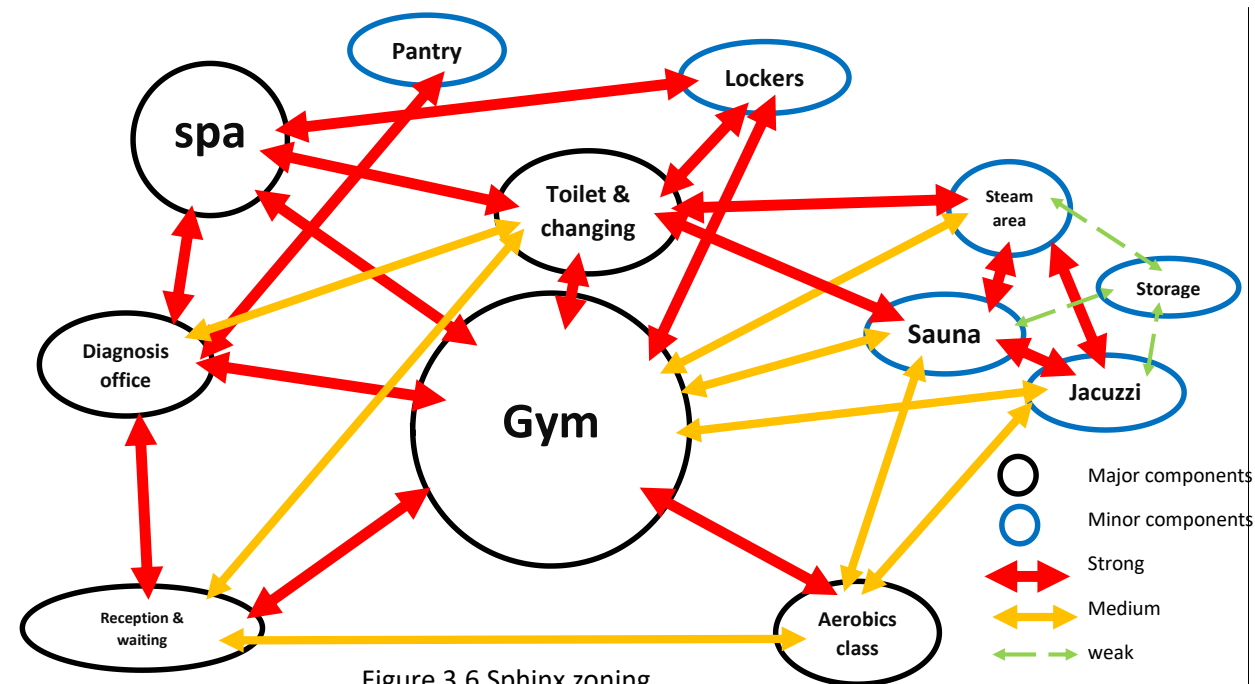 Pantry
Lockers
spa
Toilet &
changing
Steam
area
Storage
Sauna
Diagnosis
office
Jacuzzi
Gym
Major components
Minor components
Strong
Medium
weak
Reception &
waiting
Aerobics
class
Figure 3.6 Sphinx zoning